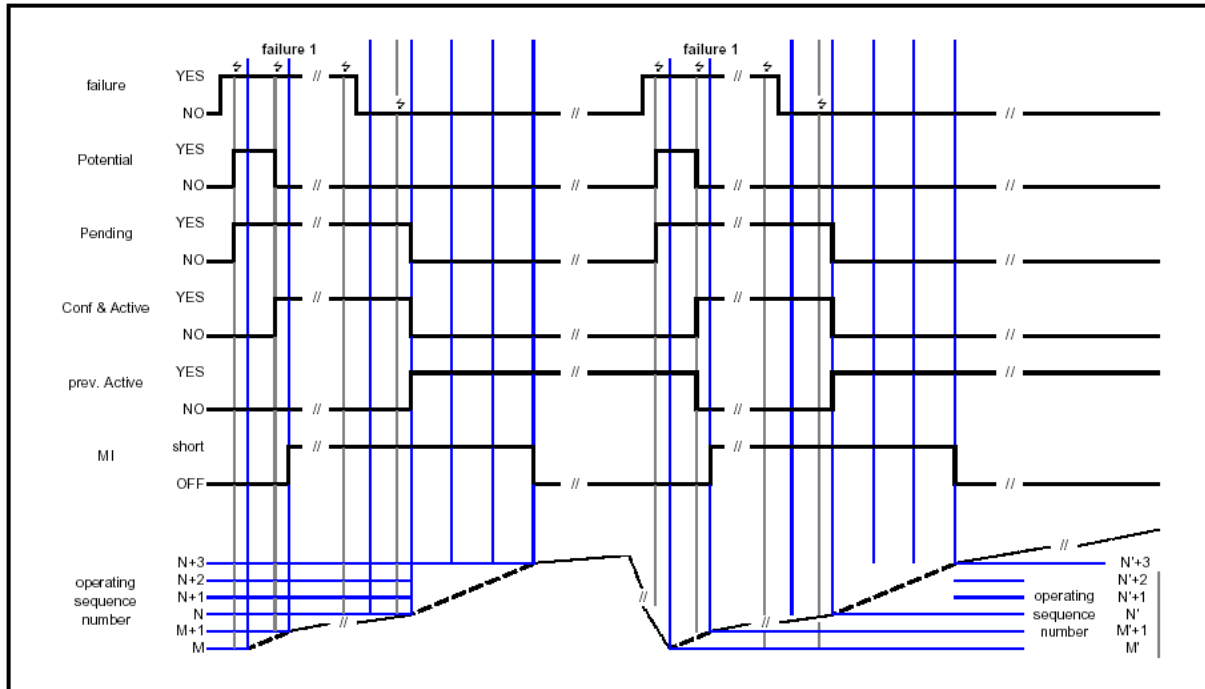 failure 1
failure 1
failure
YES
NO
Potential
YES
NO
Pending
YES
NO
Conf & Active
YES
NO
prev. Active
YES
NO
MI
short
OFF
operating
sequence
number
N+3
N+2
N+1
N
M+1
M
operating
sequence
number
N'+3
N'+2
N'+1
N'
M'+1
M'